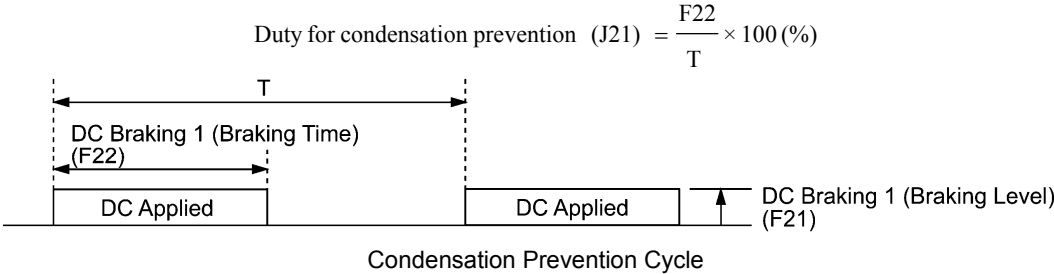 Duty for condensation prevention (J21) = F22 / T × 100 (%)
T
DC Braking 1 (Braking Time)
(F22)
DC Applied
DC Applied
DC Braking 1 (Braking Level)
(F21)
Condensation Prevention Cycle